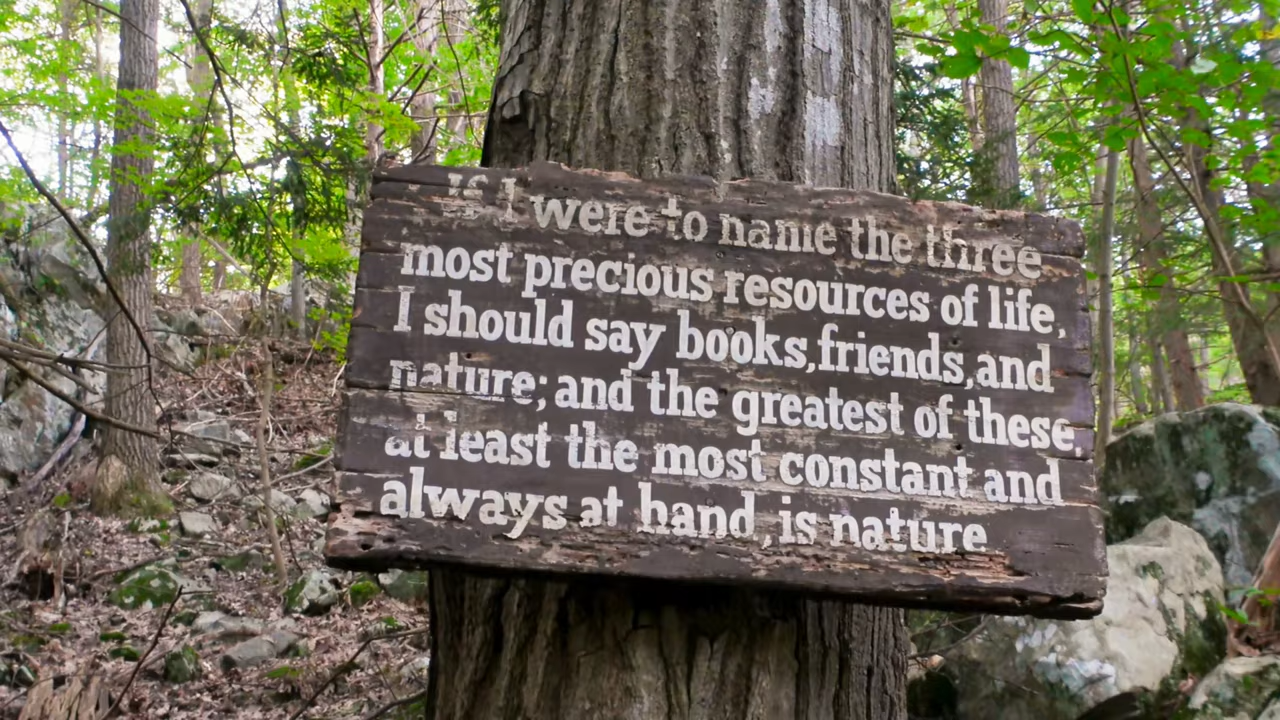 If I were to name the three
most precious resources of life,
I should say books, friends, and
nature; and the greatest of these,
at least the most constant and
always at hand, is nature